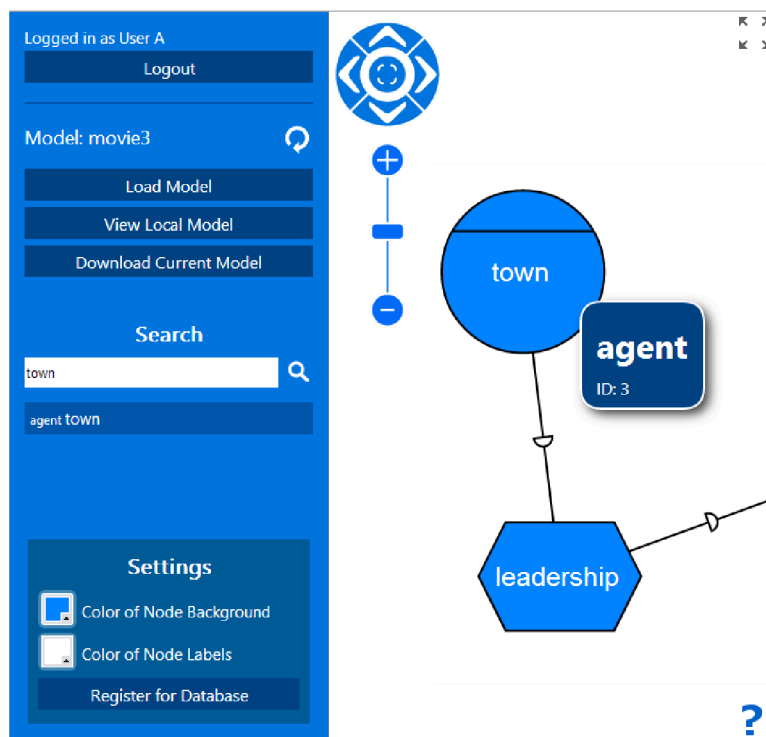 Logged in as User A
Logout
Model: movie3
Load Model
View Local Model
Download Current Model
Search
town
agent town
Settings
Color of Node Background
Color of Node Labels
Register for Database
town
agent
ID: 3
leadership
?